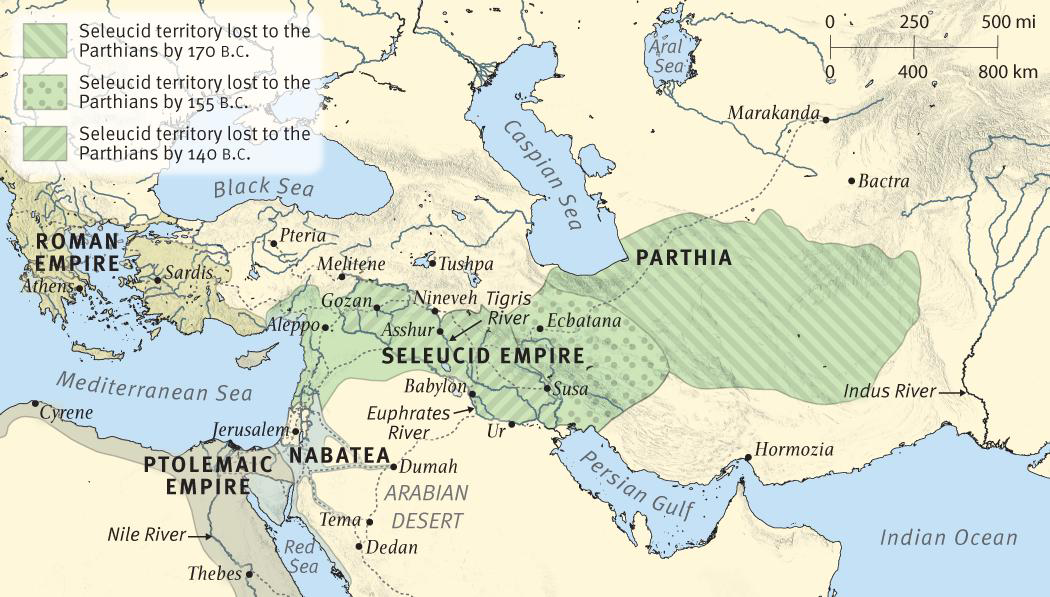 Seleucid territory lost to the
Parthians by 170 B.C.
Seleucid territory lost to the
Parthians by 155 B.C.
Seleucid territory lost to the
Parthians by 140 B.C.
0 250 500 mi
0 400 800 km
Aral
Sea
Marakanda
Caspian Sea
Bactra
Black Sea
Pteria
ROMAN
EMPIRE
PARTHIA
Athens
Sardis
Melitene
Tushpa
Gozan
Nineveh
Tigris
River
Aleppo
Asshur
Ecbatana
SELEUCID EMPIRE
Mediterranean Sea
Babylon
Susa
Indus River
Cyrene
Euphrates
River
Jerusalem
Ur
NABATEA
Hormozia
PTOLEMAIC
EMPIRE
Dumah
Persian Gulf
ARABIAN
DESERT
Tema
Nile River
Dedan
Red
Sea
Indian Ocean
Thebes